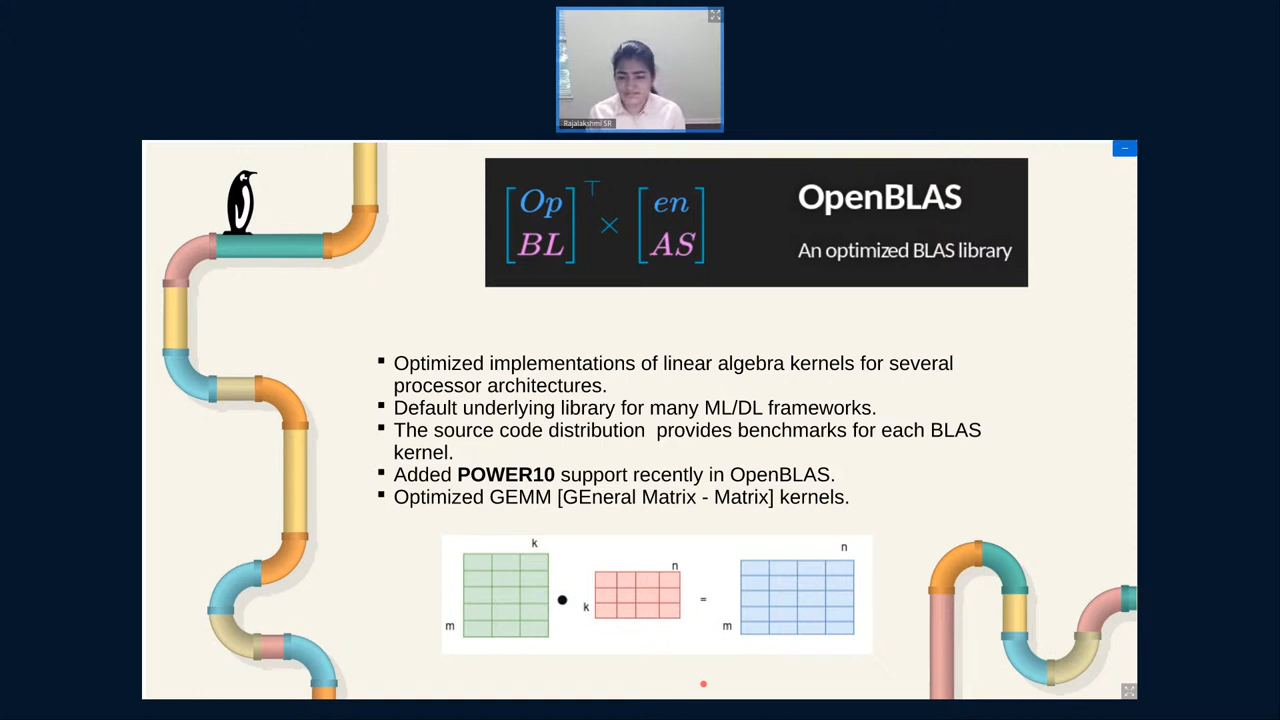 Rajalakshmi SR
Op
BL
T
×
en
AS
OpenBLAS
An optimized BLAS library
▪ Optimized implementations of linear algebra kernels for several
processor architectures.
▪ Default underlying library for many ML/DL frameworks.
▪ The source code distribution  provides benchmarks for each BLAS
kernel.
▪ Added POWER10 support recently in OpenBLAS.
▪ Optimized GEMM [GEneral Matrix - Matrix] kernels.
k
m
n
k
=
n
m